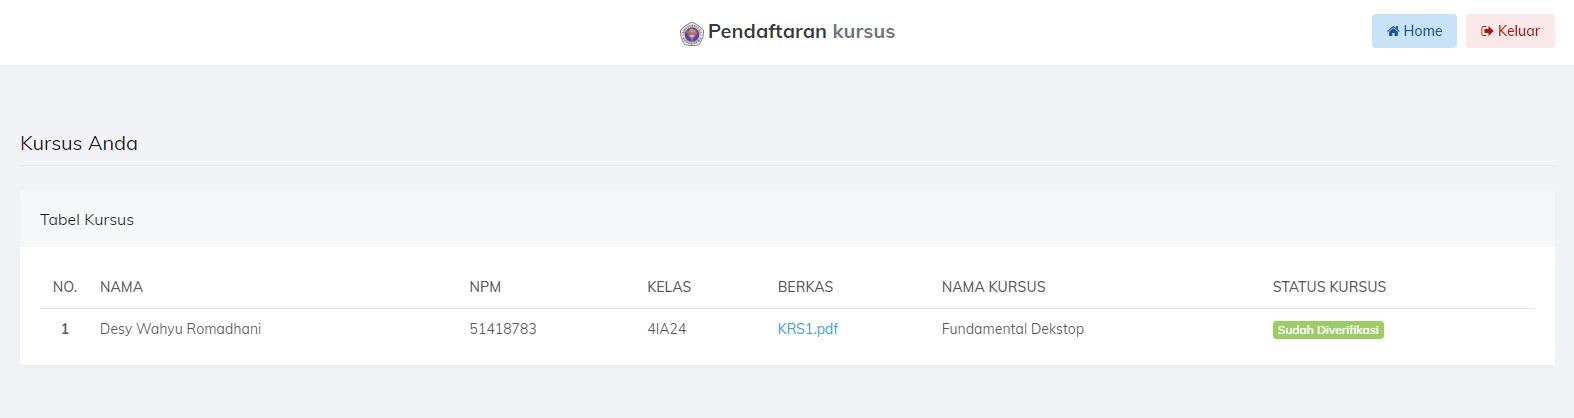 Pendaftaran kursus
Home
Keluar
Kursus Anda
Tabel Kursus
NO. NAMA NPM KELAS BERKAS NAMA KURSUS STATUS KURSUS
1 Desy Wahyu Romadhani 51418783 4IA24 KRS1.pdf Fundamental Dekstop Sudah Diverifikasi